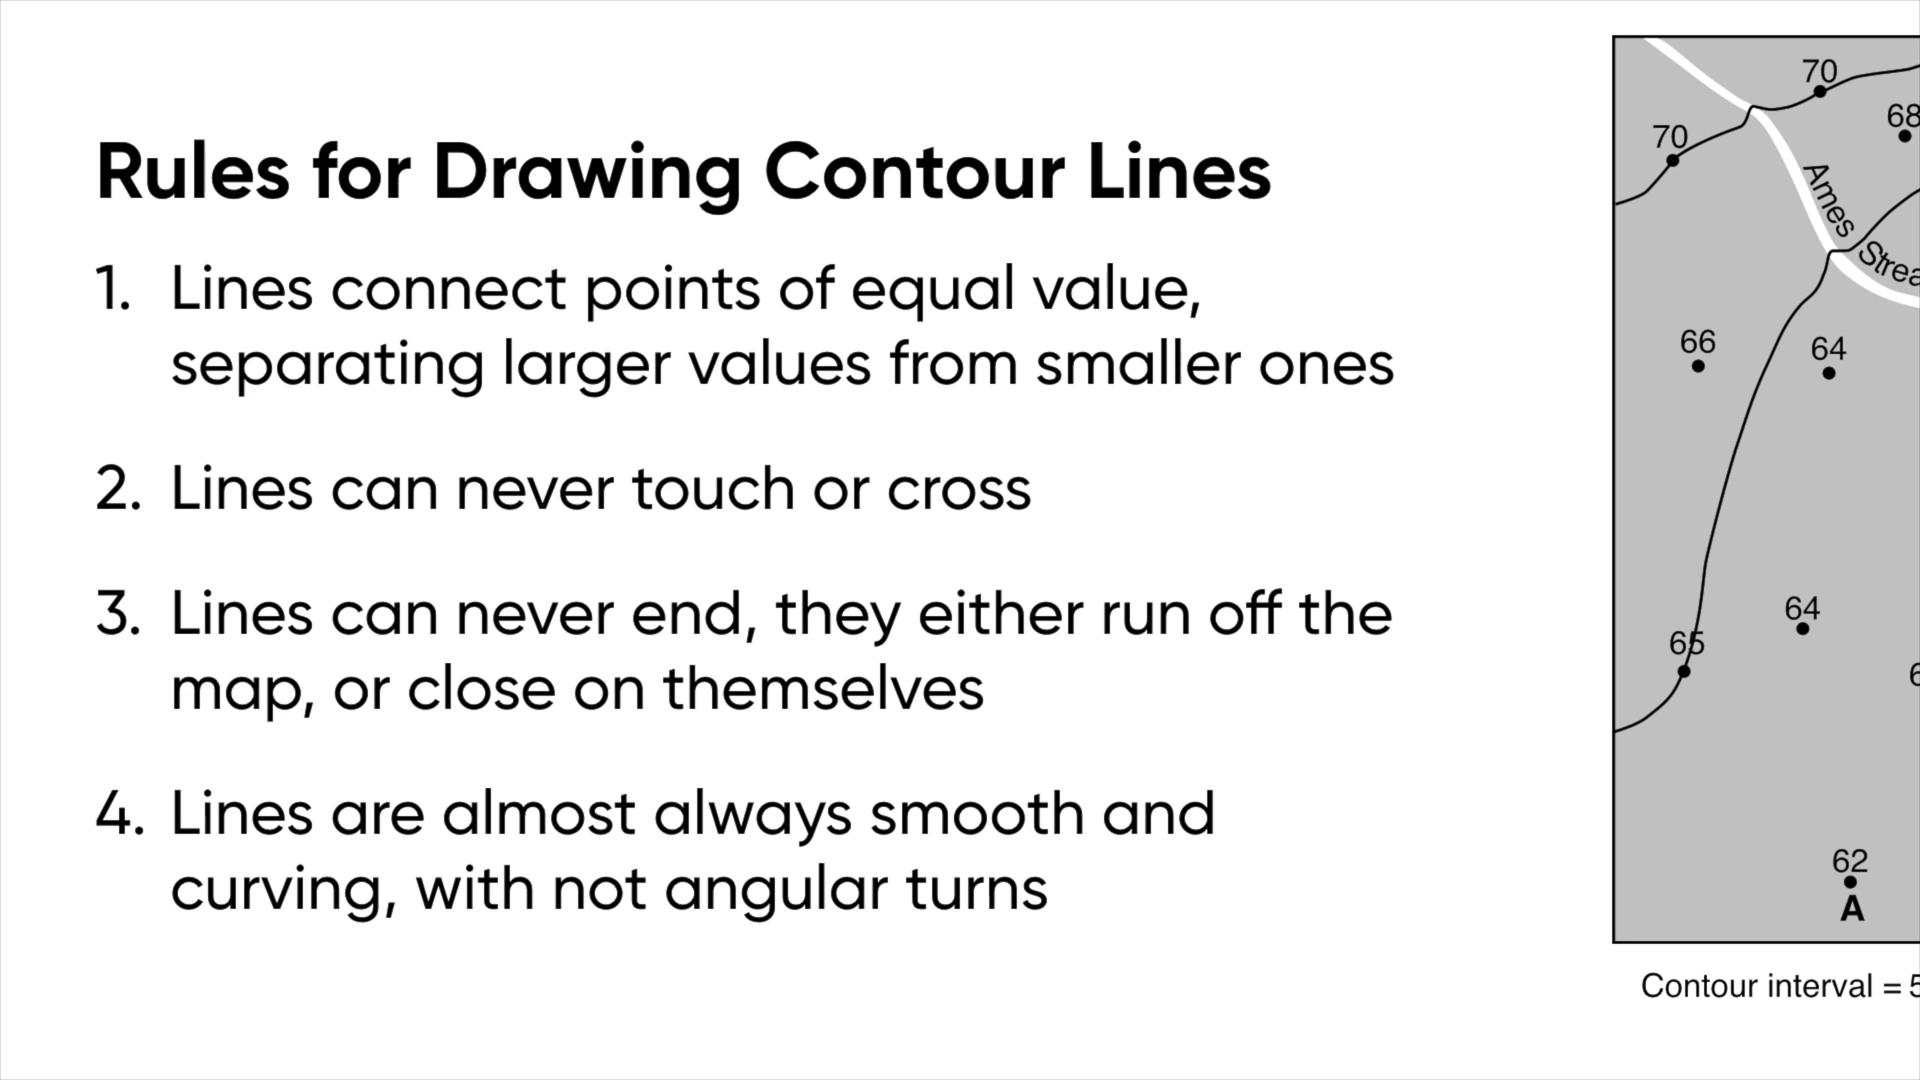 Rules for Drawing Contour Lines
1. Lines connect points of equal value,
separating larger values from smaller ones
2. Lines can never touch or cross
3. Lines can never end, they either run off the
map, or close on themselves
4. Lines are almost always smooth and
curving, with not angular turns
70
68
70
Ames Strea
66
64
64
65
6
62
A
Contour interval = 5